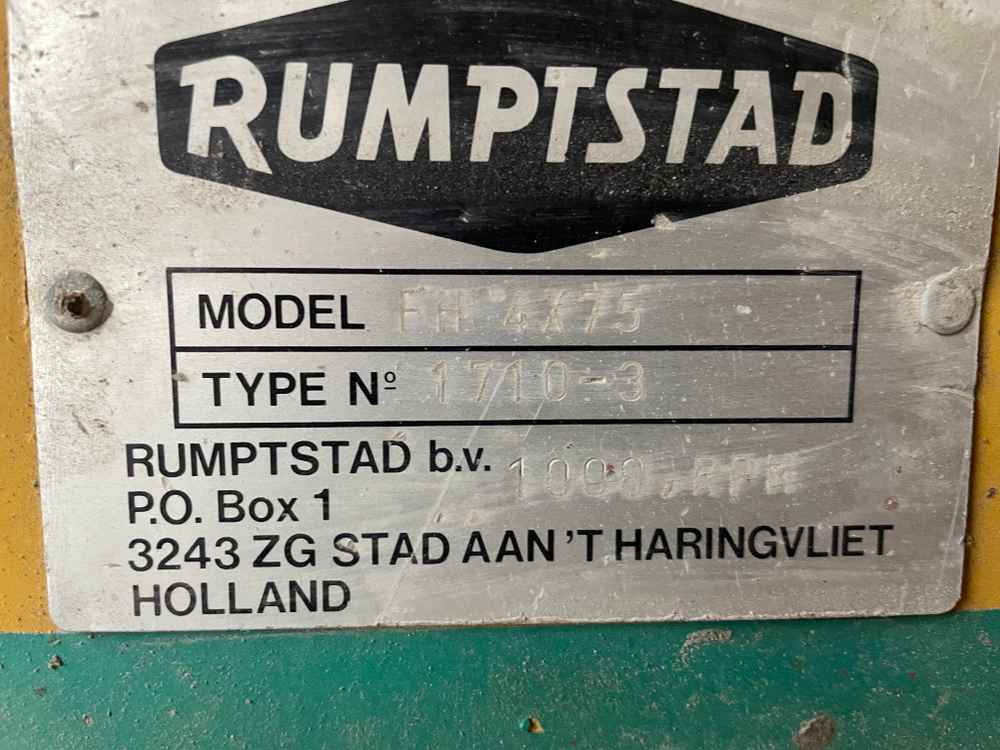 RUMPTSTAD
MODEL FH 4X75
TYPE Nº 1710-3
RUMPTSTAD b.v. 1000.RPM
P.O. Box 1
3243 ZG STAD AAN 'T HARINGVLIET
HOLLAND